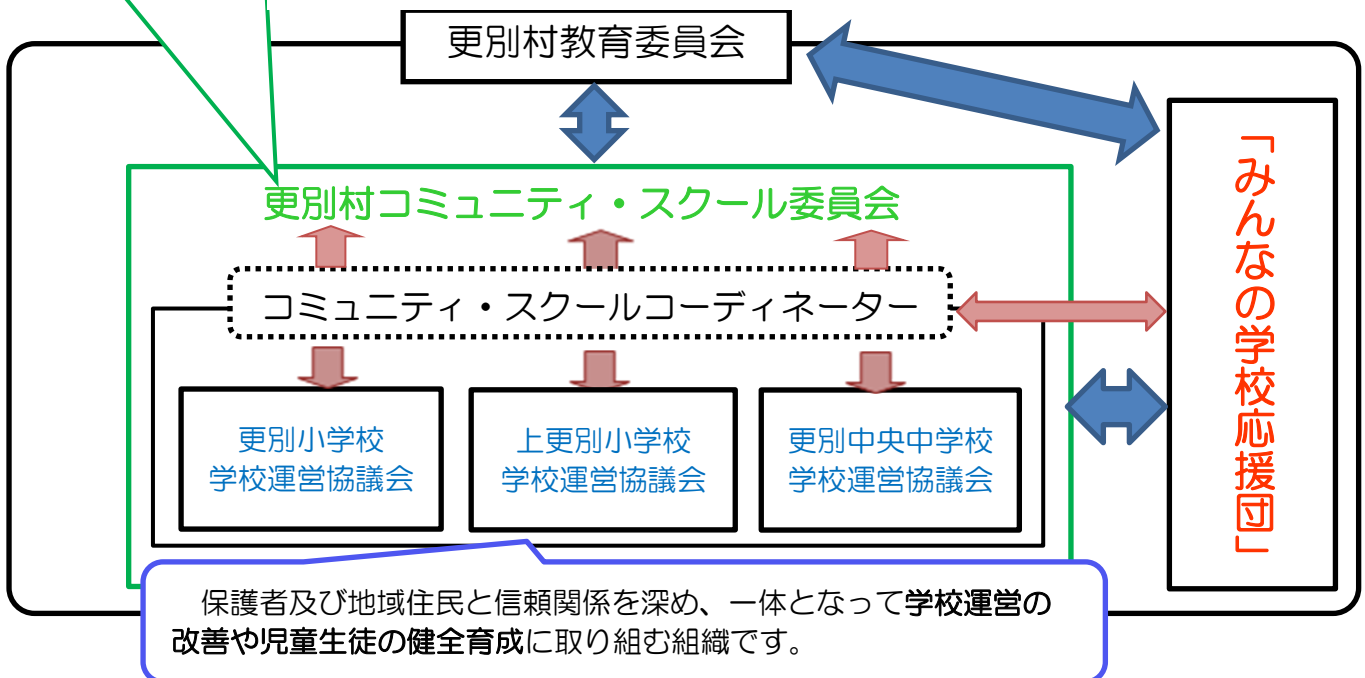 更別村教育委員会
更別村コミュニティ・スクール委員会
コミュニティ・スクールコーディネーター
更別小学校
学校運営協議会
上更別小学校
学校運営協議会
更別中央中学校
学校運営協議会
「みんなの学校応援団」
保護者及び地域住民と信頼関係を深め、一体となって学校運営の
改善や児童生徒の健全育成に取り組む組織です。